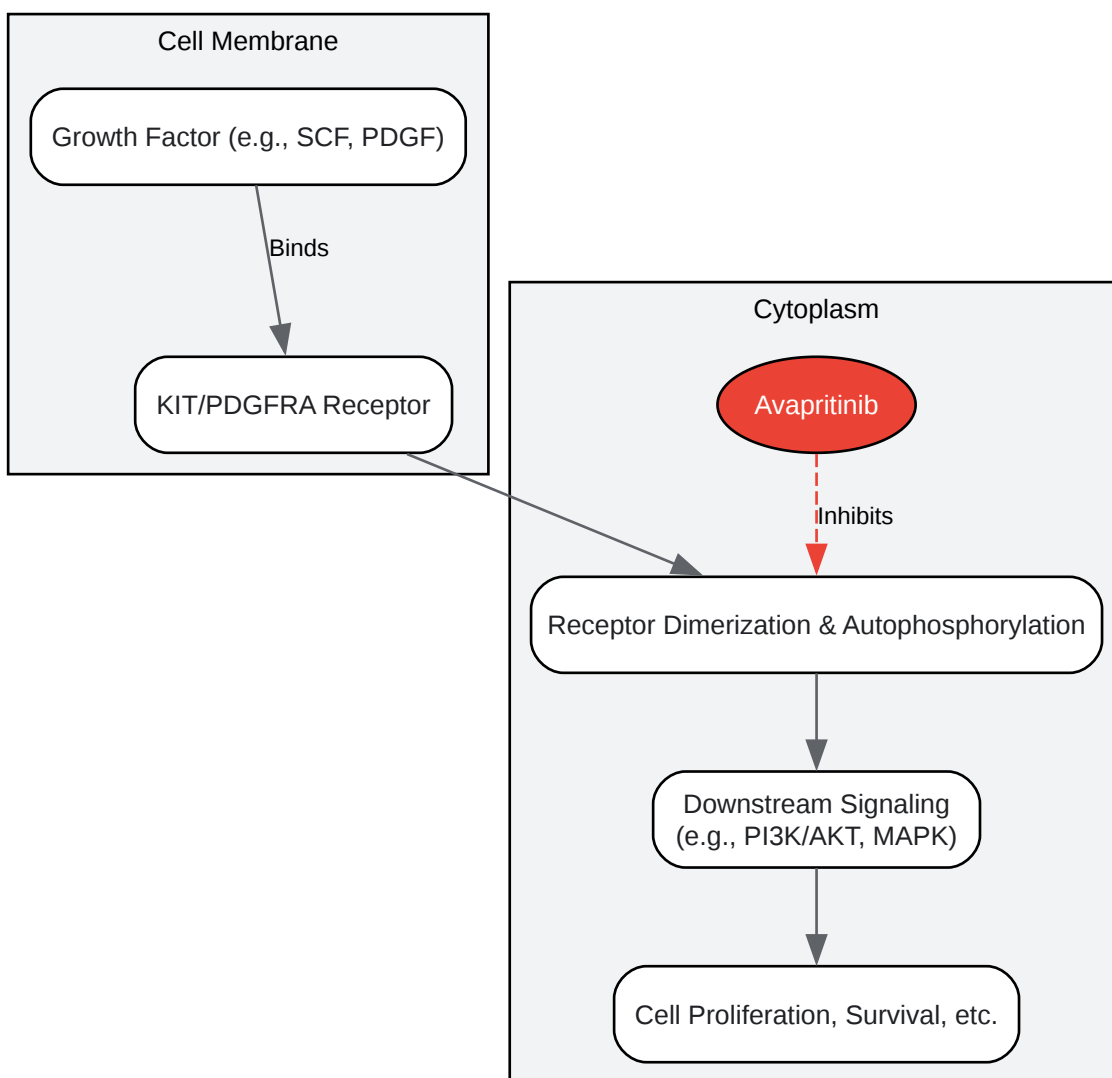 Cell Membrane
Growth Factor (e.g., SCF, PDGF)
Binds
KIT/PDGFRA Receptor
Cytoplasm
Avapritinib
Inhibits
Receptor Dimerization & Autophosphorylation
Downstream Signaling
(e.g., PI3K/AKT, MAPK)
Cell Proliferation, Survival, etc.